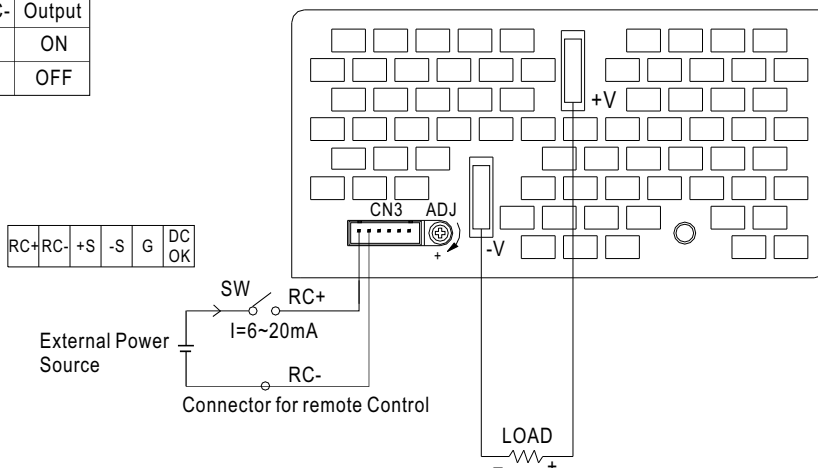 C- Output
ON
OFF
+V
CN3 ADJ
+
-V
RC+ RC- +S -S G DC OK
SW
RC+
I=6~20mA
External Power
Source
RC-
Connector for remote Control
LOAD
- +